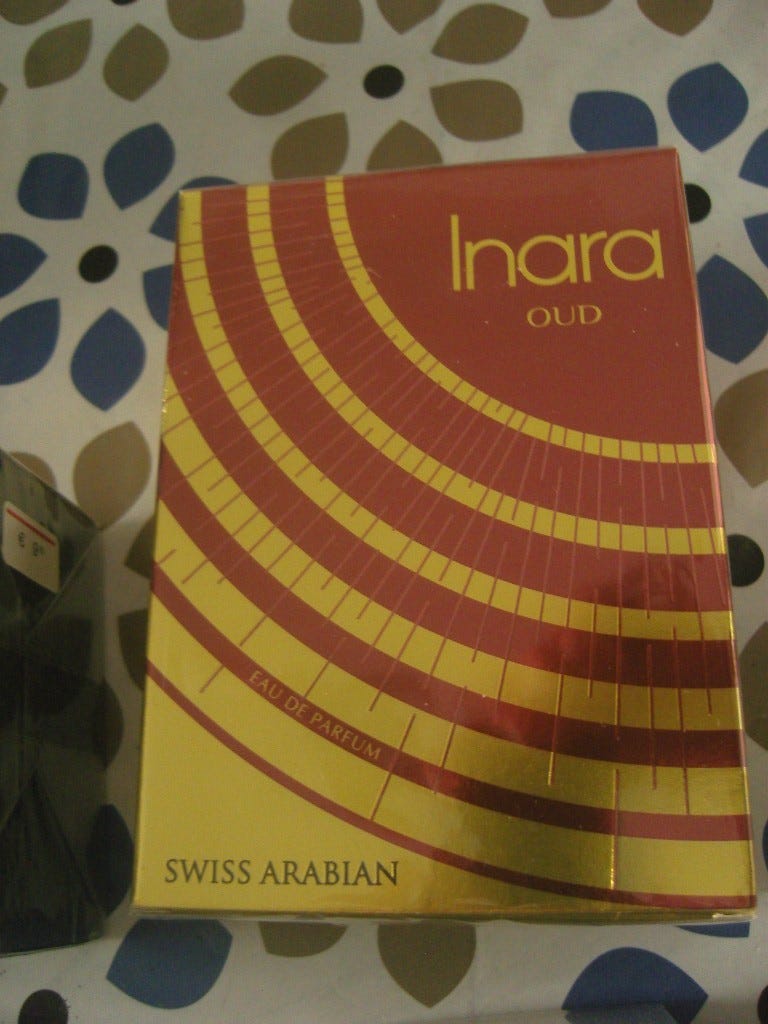 Inara
OUD
EAU DE PARFUM
SWISS ARABIAN